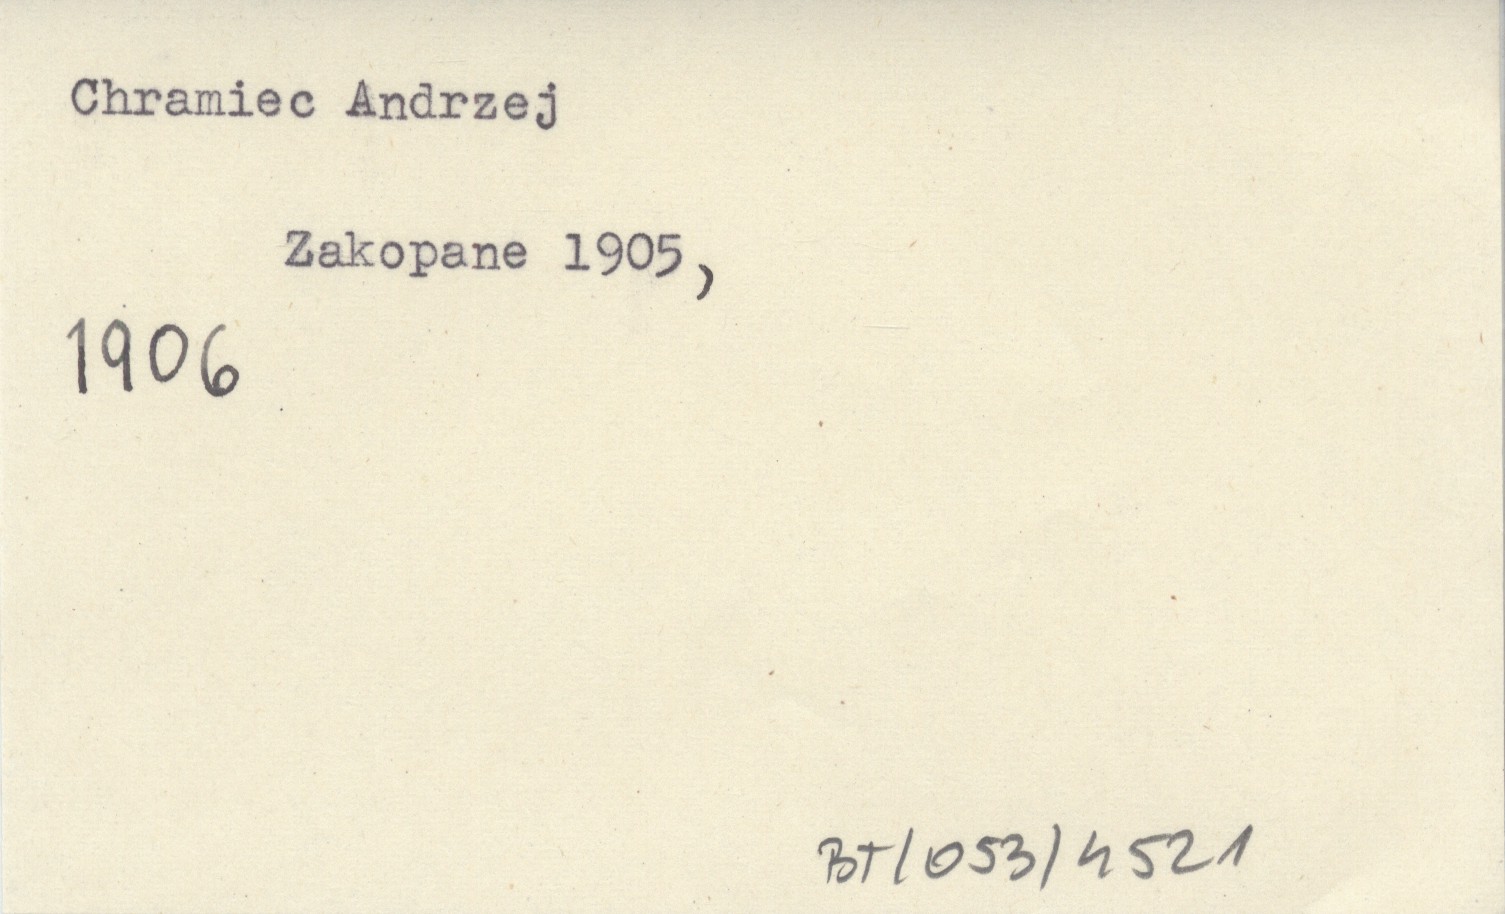 Chramiec Andrzej
Zakopane 1905,
1906
BT/053/4521